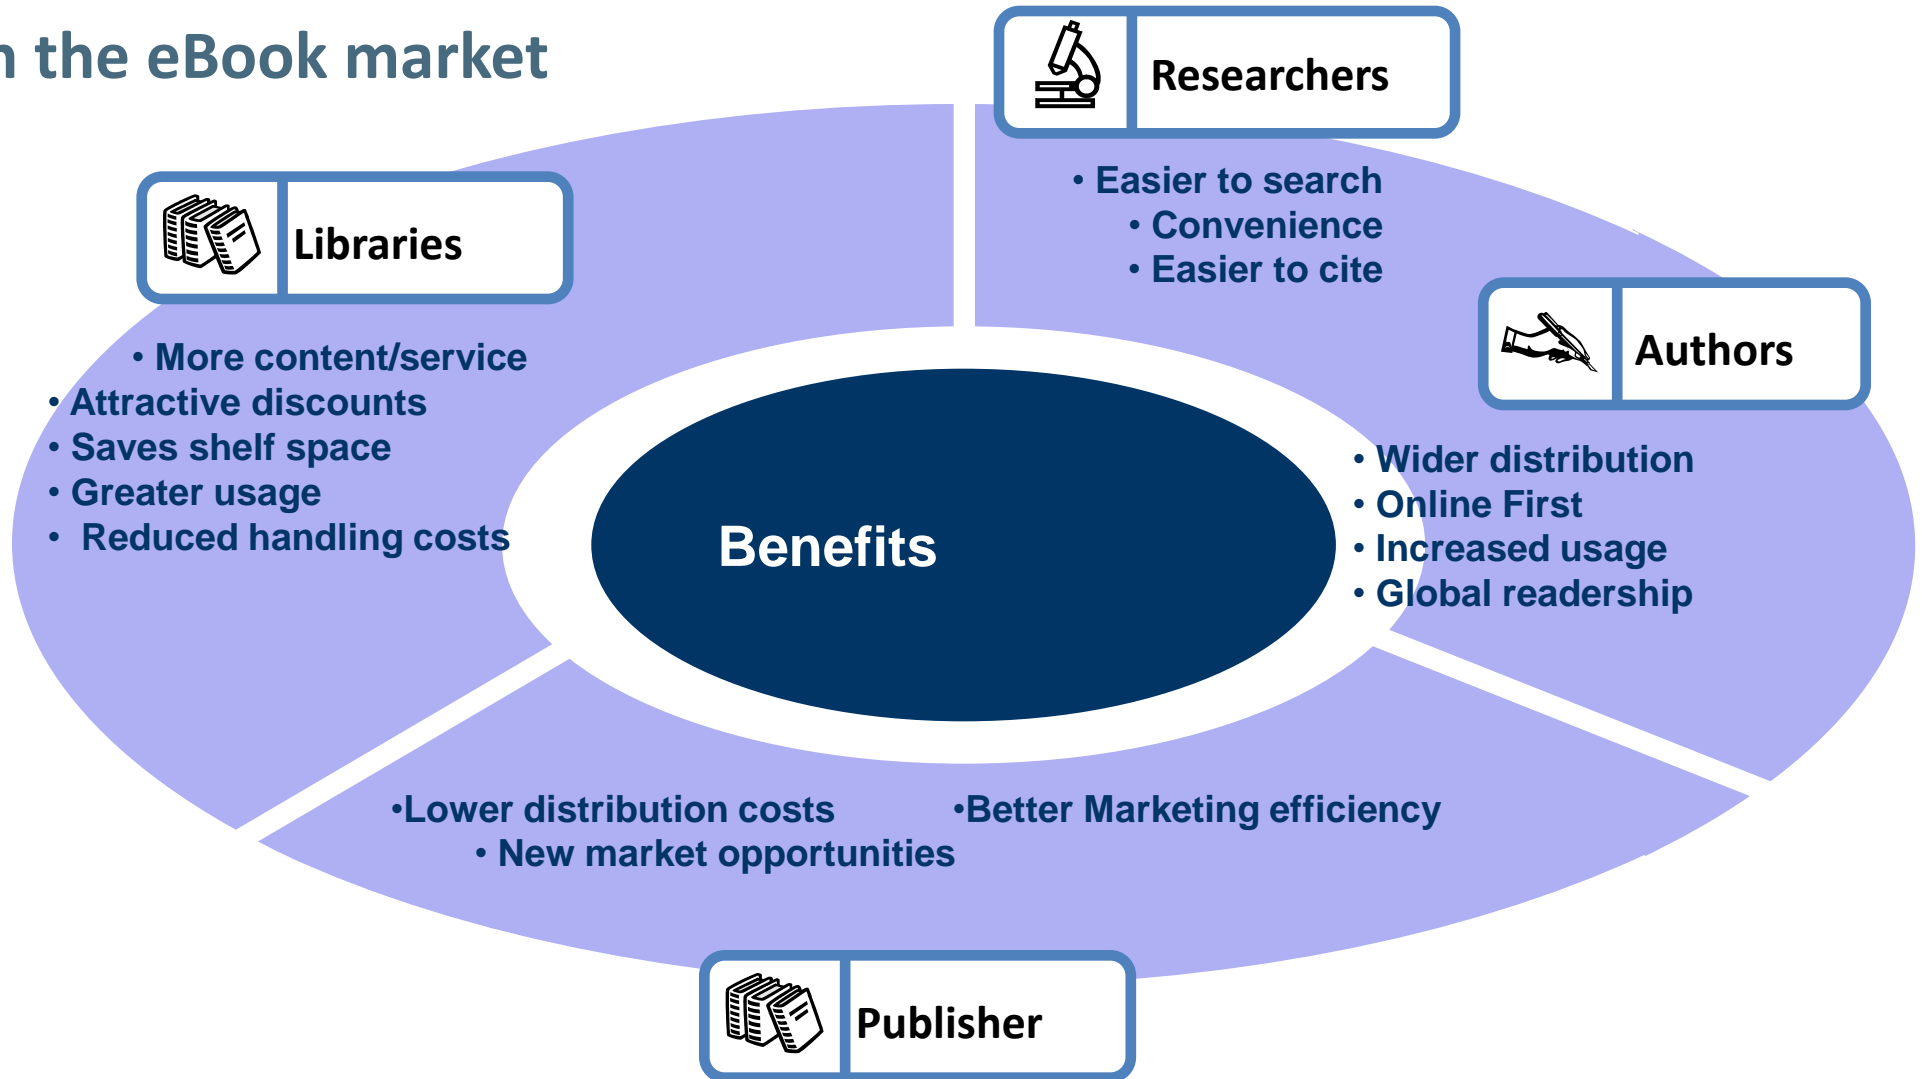 the eBook market
Researchers
• Easier to search
• Convenience
• Easier to cite
Libraries
• More content/service
• Attractive discounts
• Saves shelf space
• Greater usage
• Reduced handling costs
Authors
• Wider distribution
• Online First
• Increased usage
• Global readership
Benefits
•Lower distribution costs •Better Marketing efficiency
• New market opportunities
Publisher